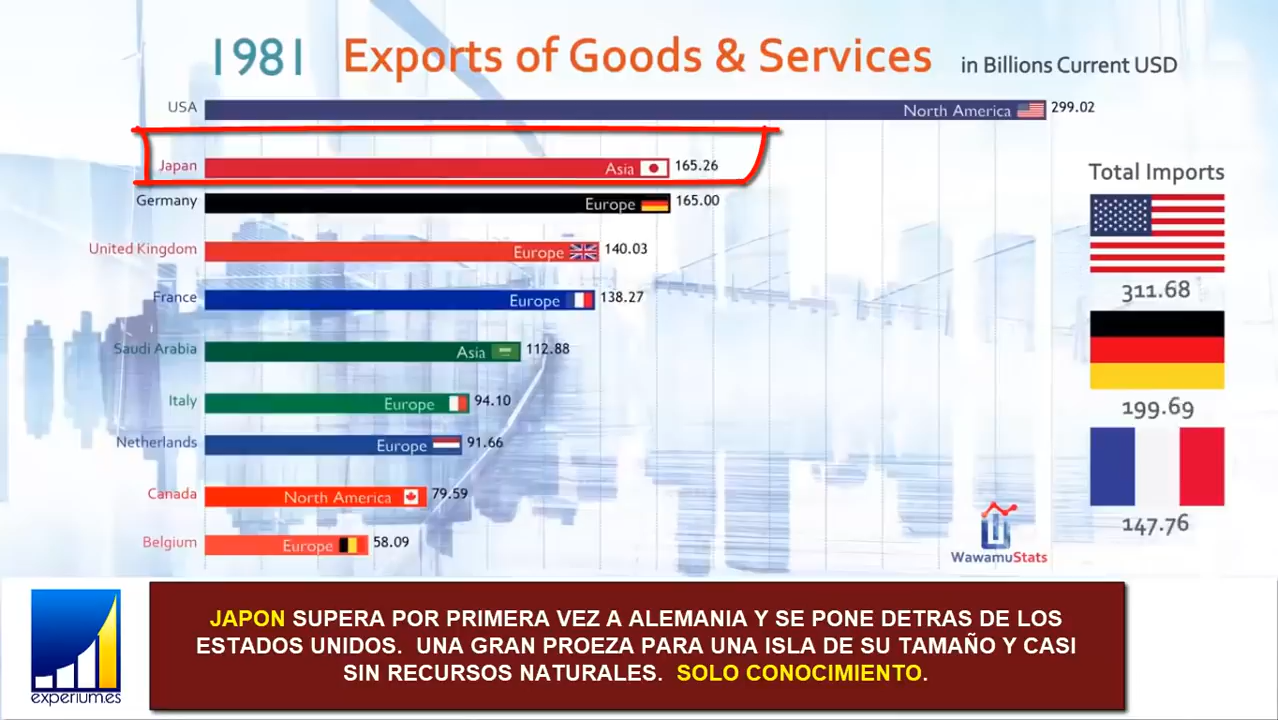 1981 Exports of Goods & Services in Billions Current USD
USA North America 299.02
Japan Asia 165.26
Germany Europe 165.00
United Kingdom Europe 140.03
France Europe 138.27
Saudi Arabia Asia 112.88
Italy Europe 94.10
Netherlands Europe 91.66
Canada North America 79.59
Belgium Europe 58.09
Total Imports
311.68
199.69
147.76
WawamuStats
experium.es
JAPON SUPERA POR PRIMERA VEZ A ALEMANIA Y SE PONE DETRAS DE LOS
ESTADOS UNIDOS. UNA GRAN PROEZA PARA UNA ISLA DE SU TAMAÑO Y CASI
SIN RECURSOS NATURALES. SOLO CONOCIMIENTO.